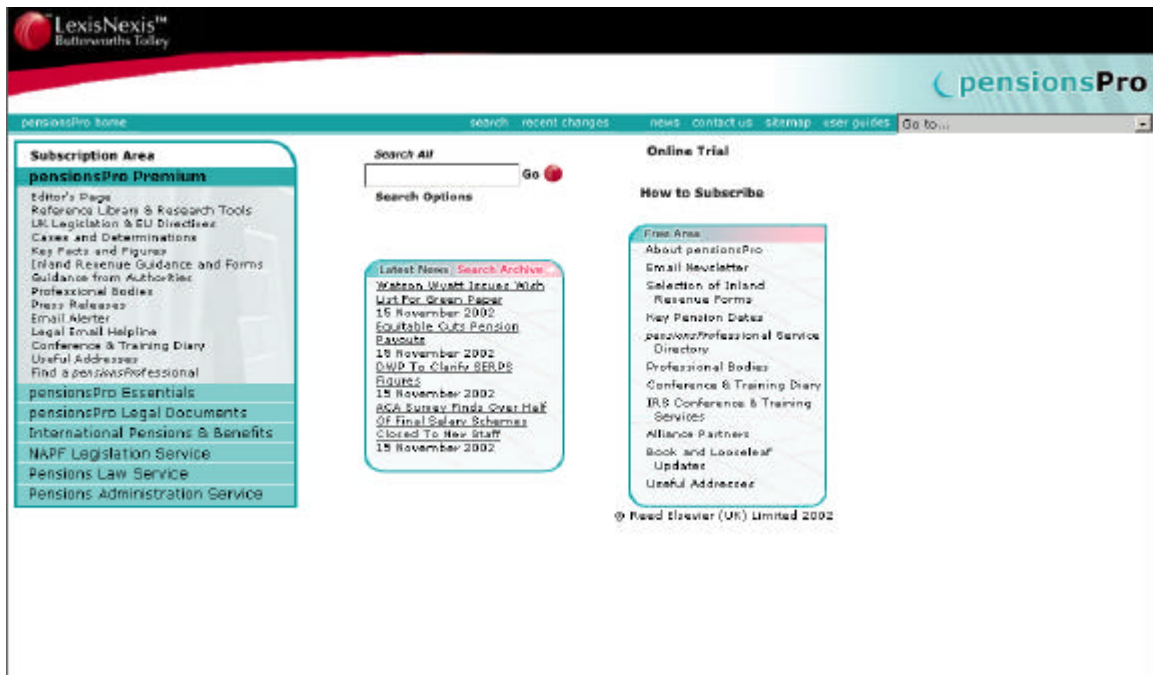 LexisNexis™
Butterworths Tolley
pensionsPro
pensionsPro home
search recent changes news contact us sitemap user guides Go to...
Subscription Area
pensionsPro Premium
Editor's Page
Reference Library & Research Tools
UK Legislation & EU Directives
Cases and Determinations
Key Facts and Figures
Inland Revenue Guidance and Forms
Guidance from Authorities
Professional Bodies
Press Releases
Email Alerter
Legal Email Helpline
Conference & Training Diary
Useful Addresses
Find a pensionsProfessional
pensionsPro Essentials
pensionsPro Legal Documents
International Pensions & Benefits
NAPF Legislation Service
Pensions Law Service
Pensions Administration Service
Search All
Go
Search Options
Latest News Search Archive
Watson Wyatt Issues Wish
List For Green Paper
15 November 2002
Equitable Cuts Pension
Payouts
15 November 2002
DWP To Clarify SERPS
Figures
15 November 2002
ACA Survey Finds Over Half
Of Final Salary Schemes
Closed To New Staff
15 November 2002
Online Trial
How to Subscribe
Free Area
About pensionsPro
Email Newsletter
Selection of Inland
Revenue Forms
Key Pension Dates
pensionsProfessional Service
Directory
Professional Bodies
Conference & Training Diary
IRS Conference & Training
Services
Alliance Partners
Book and Looseleaf
Updates
Useful Addresses
© Reed Elsevier (UK) Limited 2002